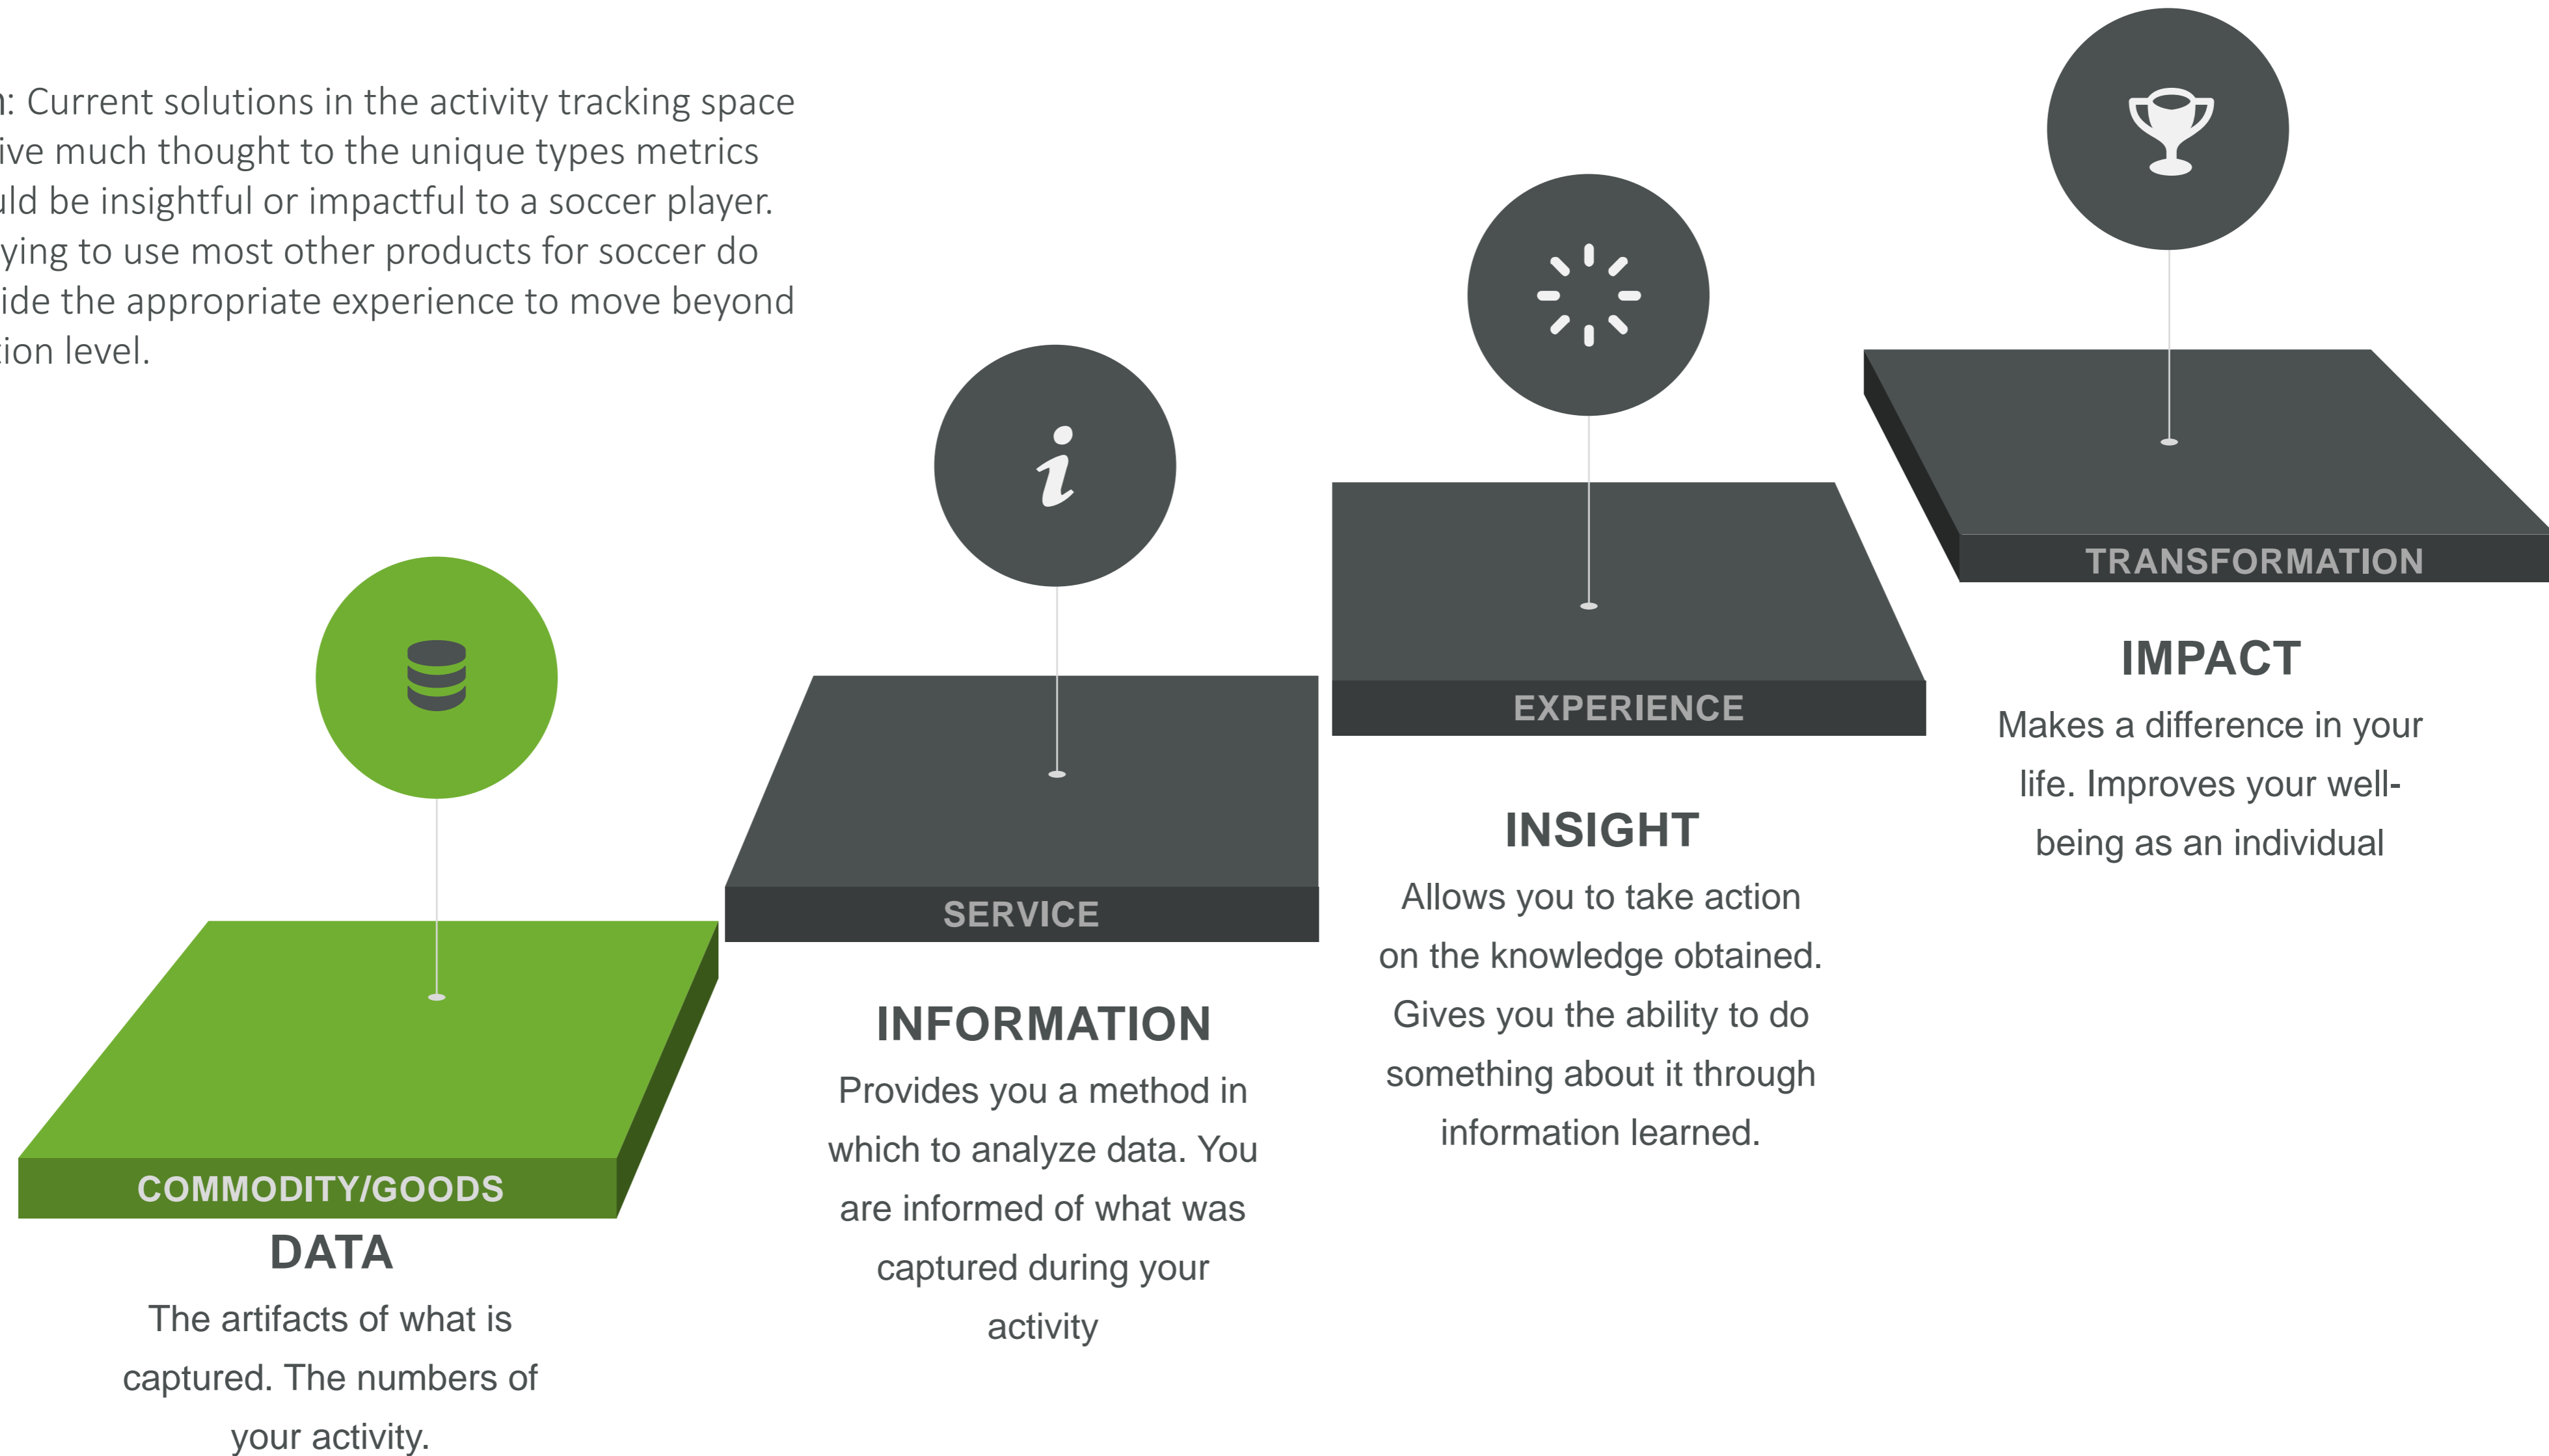 n: Current solutions in the activity tracking space
ive much thought to the unique types metrics
uld be insightful or impactful to a soccer player.
ying to use most other products for soccer do
ide the appropriate experience to move beyond
tion level.
TRANSFORMATION
IMPACT
Makes a difference in your
life. Improves your well-
being as an individual
EXPERIENCE
INSIGHT
Allows you to take action
on the knowledge obtained.
Gives you the ability to do
something about it through
information learned.
SERVICE
INFORMATION
Provides you a method in
which to analyze data. You
are informed of what was
captured during your
activity
COMMODITY/GOODS
DATA
The artifacts of what is
captured. The numbers of
your activity.